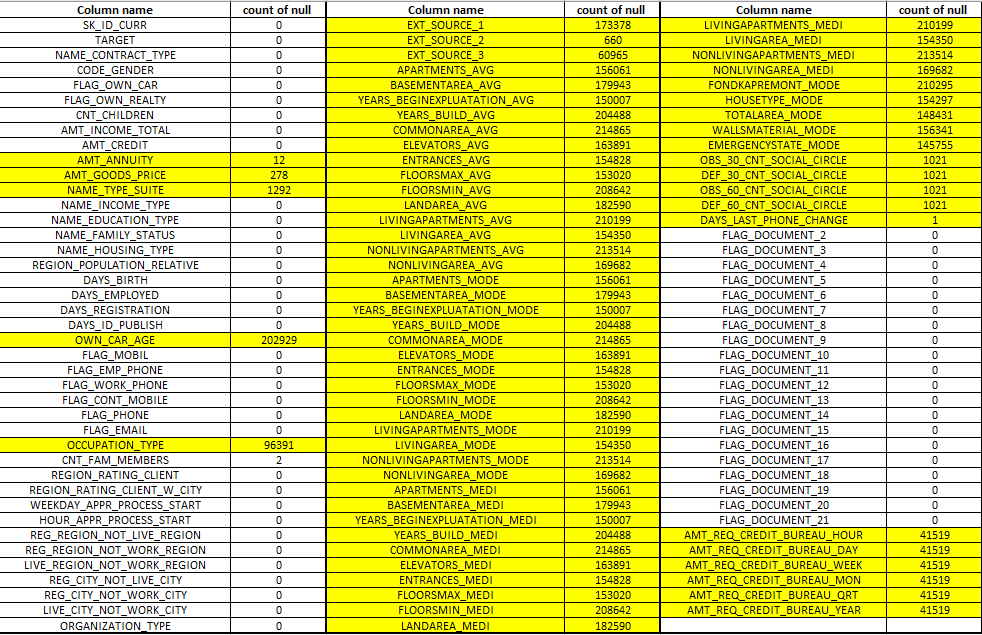 Column name count of null Column name count of null Column name count of null
SK_ID_CURR 0 EXT_SOURCE_1 173378 LIVINGAPARTMENTS_MEDI 210199
TARGET 0 EXT_SOURCE_2 660 LIVINGAREA_MEDI 154350
NAME_CONTRACT_TYPE 0 EXT_SOURCE_3 60965 NONLIVINGAPARTMENTS_MEDI 213514
CODE_GENDER 0 APARTMENTS_AVG 156061 NONLIVINGAREA_MEDI 169682
FLAG_OWN_CAR 0 BASEMENTAREA_AVG 179943 FONDKAPREMONT_MODE 210295
FLAG_OWN_REALTY 0 YEARS_BEGINEXPLUATATION_AVG 150007 HOUSETYPE_MODE 154297
CNT_CHILDREN 0 YEARS_BUILD_AVG 204488 TOTALAREA_MODE 148431
AMT_INCOME_TOTAL 0 COMMONAREA_AVG 214865 WALLSMATERIAL_MODE 156341
AMT_CREDIT 0 ELEVATORS_AVG 163891 EMERGENCYSTATE_MODE 145755
AMT_ANNUITY 12 ENTRANCES_AVG 154828 OBS_30_CNT_SOCIAL_CIRCLE 1021
AMT_GOODS_PRICE 278 FLOORSMAX_AVG 153020 DEF_30_CNT_SOCIAL_CIRCLE 1021
NAME_TYPE_SUITE 1292 FLOORSMIN_AVG 208642 OBS_60_CNT_SOCIAL_CIRCLE 1021
NAME_INCOME_TYPE 0 LANDAREA_AVG 182590 DEF_60_CNT_SOCIAL_CIRCLE 1021
NAME_EDUCATION_TYPE 0 LIVINGAPARTMENTS_AVG 210199 DAYS_LAST_PHONE_CHANGE 1
NAME_FAMILY_STATUS 0 LIVINGAREA_AVG 154350 FLAG_DOCUMENT_2 0
NAME_HOUSING_TYPE 0 NONLIVINGAPARTMENTS_AVG 213514 FLAG_DOCUMENT_3 0
REGION_POPULATION_RELATIVE 0 NONLIVINGAREA_AVG 169682 FLAG_DOCUMENT_4 0
DAYS_BIRTH 0 APARTMENTS_MODE 156061 FLAG_DOCUMENT_5 0
DAYS_EMPLOYED 0 BASEMENTAREA_MODE 179943 FLAG_DOCUMENT_6 0
DAYS_REGISTRATION 0 YEARS_BEGINEXPLUATATION_MODE 150007 FLAG_DOCUMENT_7 0
DAYS_ID_PUBLISH 0 YEARS_BUILD_MODE 204488 FLAG_DOCUMENT_8 0
OWN_CAR_AGE 202929 COMMONAREA_MODE 214865 FLAG_DOCUMENT_9 0
FLAG_MOBIL 0 ELEVATORS_MODE 163891 FLAG_DOCUMENT_10 0
FLAG_EMP_PHONE 0 ENTRANCES_MODE 154828 FLAG_DOCUMENT_11 0
FLAG_WORK_PHONE 0 FLOORSMAX_MODE 153020 FLAG_DOCUMENT_12 0
FLAG_CONT_MOBILE 0 FLOORSMIN_MODE 208642 FLAG_DOCUMENT_13 0
FLAG_PHONE 0 LANDAREA_MODE 182590 FLAG_DOCUMENT_14 0
FLAG_EMAIL 0 LIVINGAPARTMENTS_MODE 210199 FLAG_DOCUMENT_15 0
OCCUPATION_TYPE 96391 LIVINGAREA_MODE 154350 FLAG_DOCUMENT_16 0
CNT_FAM_MEMBERS 2 NONLIVINGAPARTMENTS_MODE 213514 FLAG_DOCUMENT_17 0
REGION_RATING_CLIENT 0 NONLIVINGAREA_MODE 169682 FLAG_DOCUMENT_18 0
REGION_RATING_CLIENT_W_CITY 0 APARTMENTS_MEDI 156061 FLAG_DOCUMENT_19 0
WEEKDAY_APPR_PROCESS_START 0 BASEMENTAREA_MEDI 179943 FLAG_DOCUMENT_20 0
HOUR_APPR_PROCESS_START 0 YEARS_BEGINEXPLUATATION_MEDI 150007 FLAG_DOCUMENT_21 0
REG_REGION_NOT_LIVE_REGION 0 YEARS_BUILD_MEDI 204488 AMT_REQ_CREDIT_BUREAU_HOUR 41519
REG_REGION_NOT_WORK_REGION 0 COMMONAREA_MEDI 214865 AMT_REQ_CREDIT_BUREAU_DAY 41519
LIVE_REGION_NOT_WORK_REGION 0 ELEVATORS_MEDI 163891 AMT_REQ_CREDIT_BUREAU_WEEK 41519
REG_CITY_NOT_LIVE_CITY 0 ENTRANCES_MEDI 154828 AMT_REQ_CREDIT_BUREAU_MON 41519
REG_CITY_NOT_WORK_CITY 0 FLOORSMAX_MEDI 153020 AMT_REQ_CREDIT_BUREAU_QRT 41519
LIVE_CITY_NOT_WORK_CITY 0 FLOORSMIN_MEDI 208642 AMT_REQ_CREDIT_BUREAU_YEAR 41519
ORGANIZATION_TYPE 0 LANDAREA_MEDI 182590